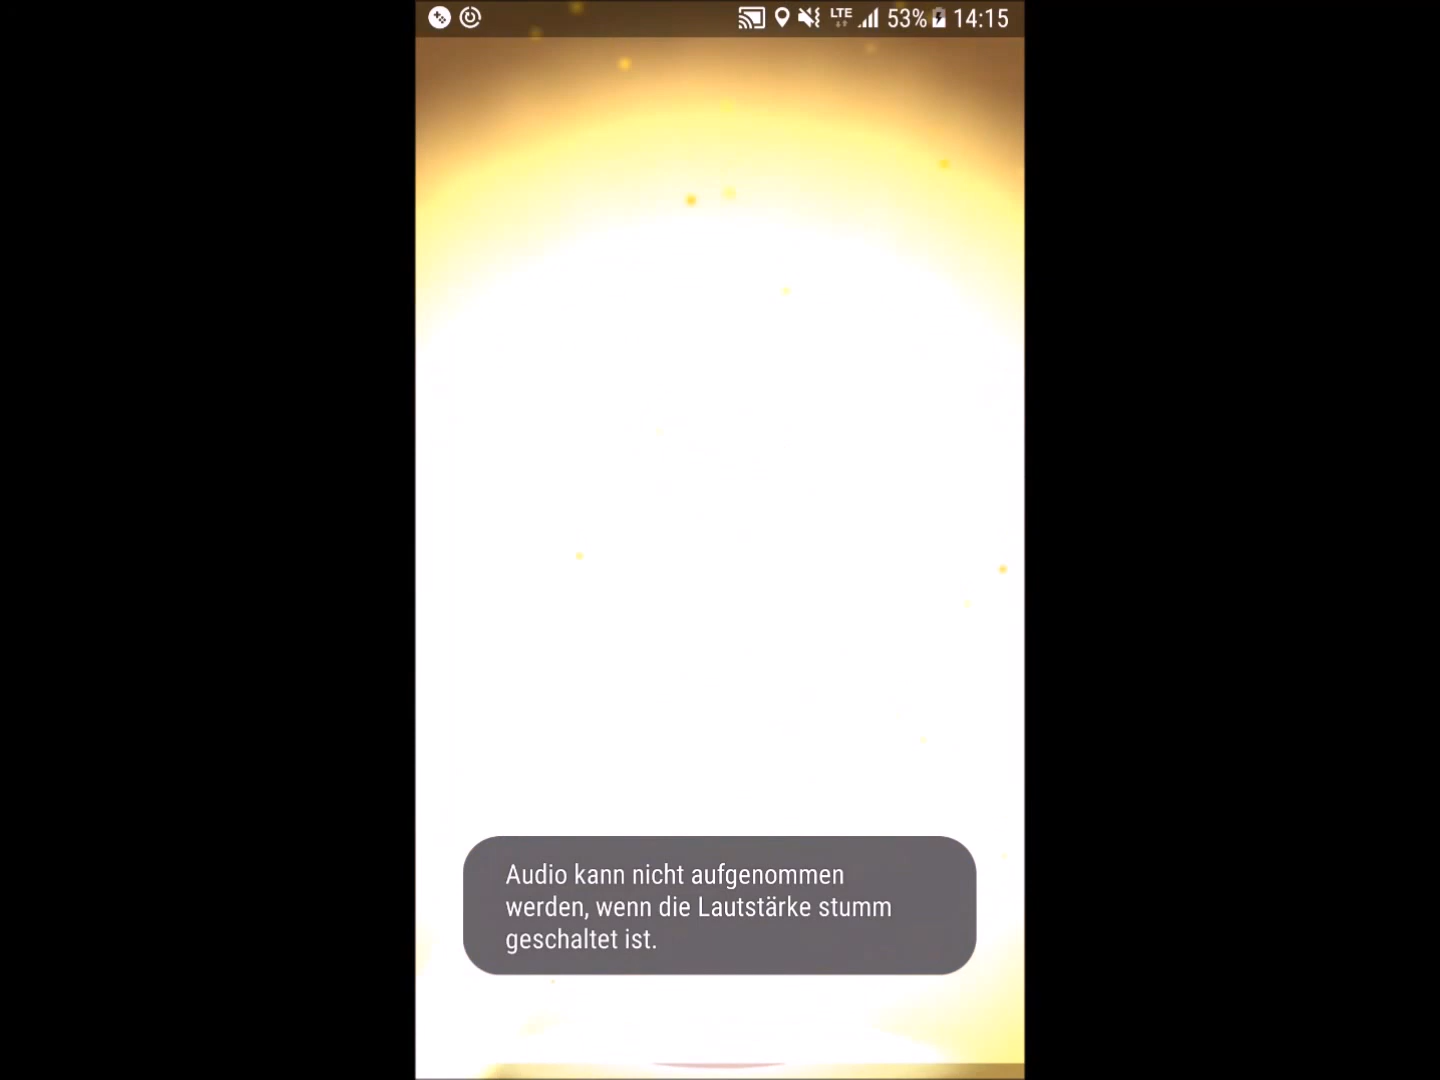 LTE 53% 14:15
Audio kann nicht aufgenommen
werden, wenn die Lautstärke stumm
geschaltet ist.